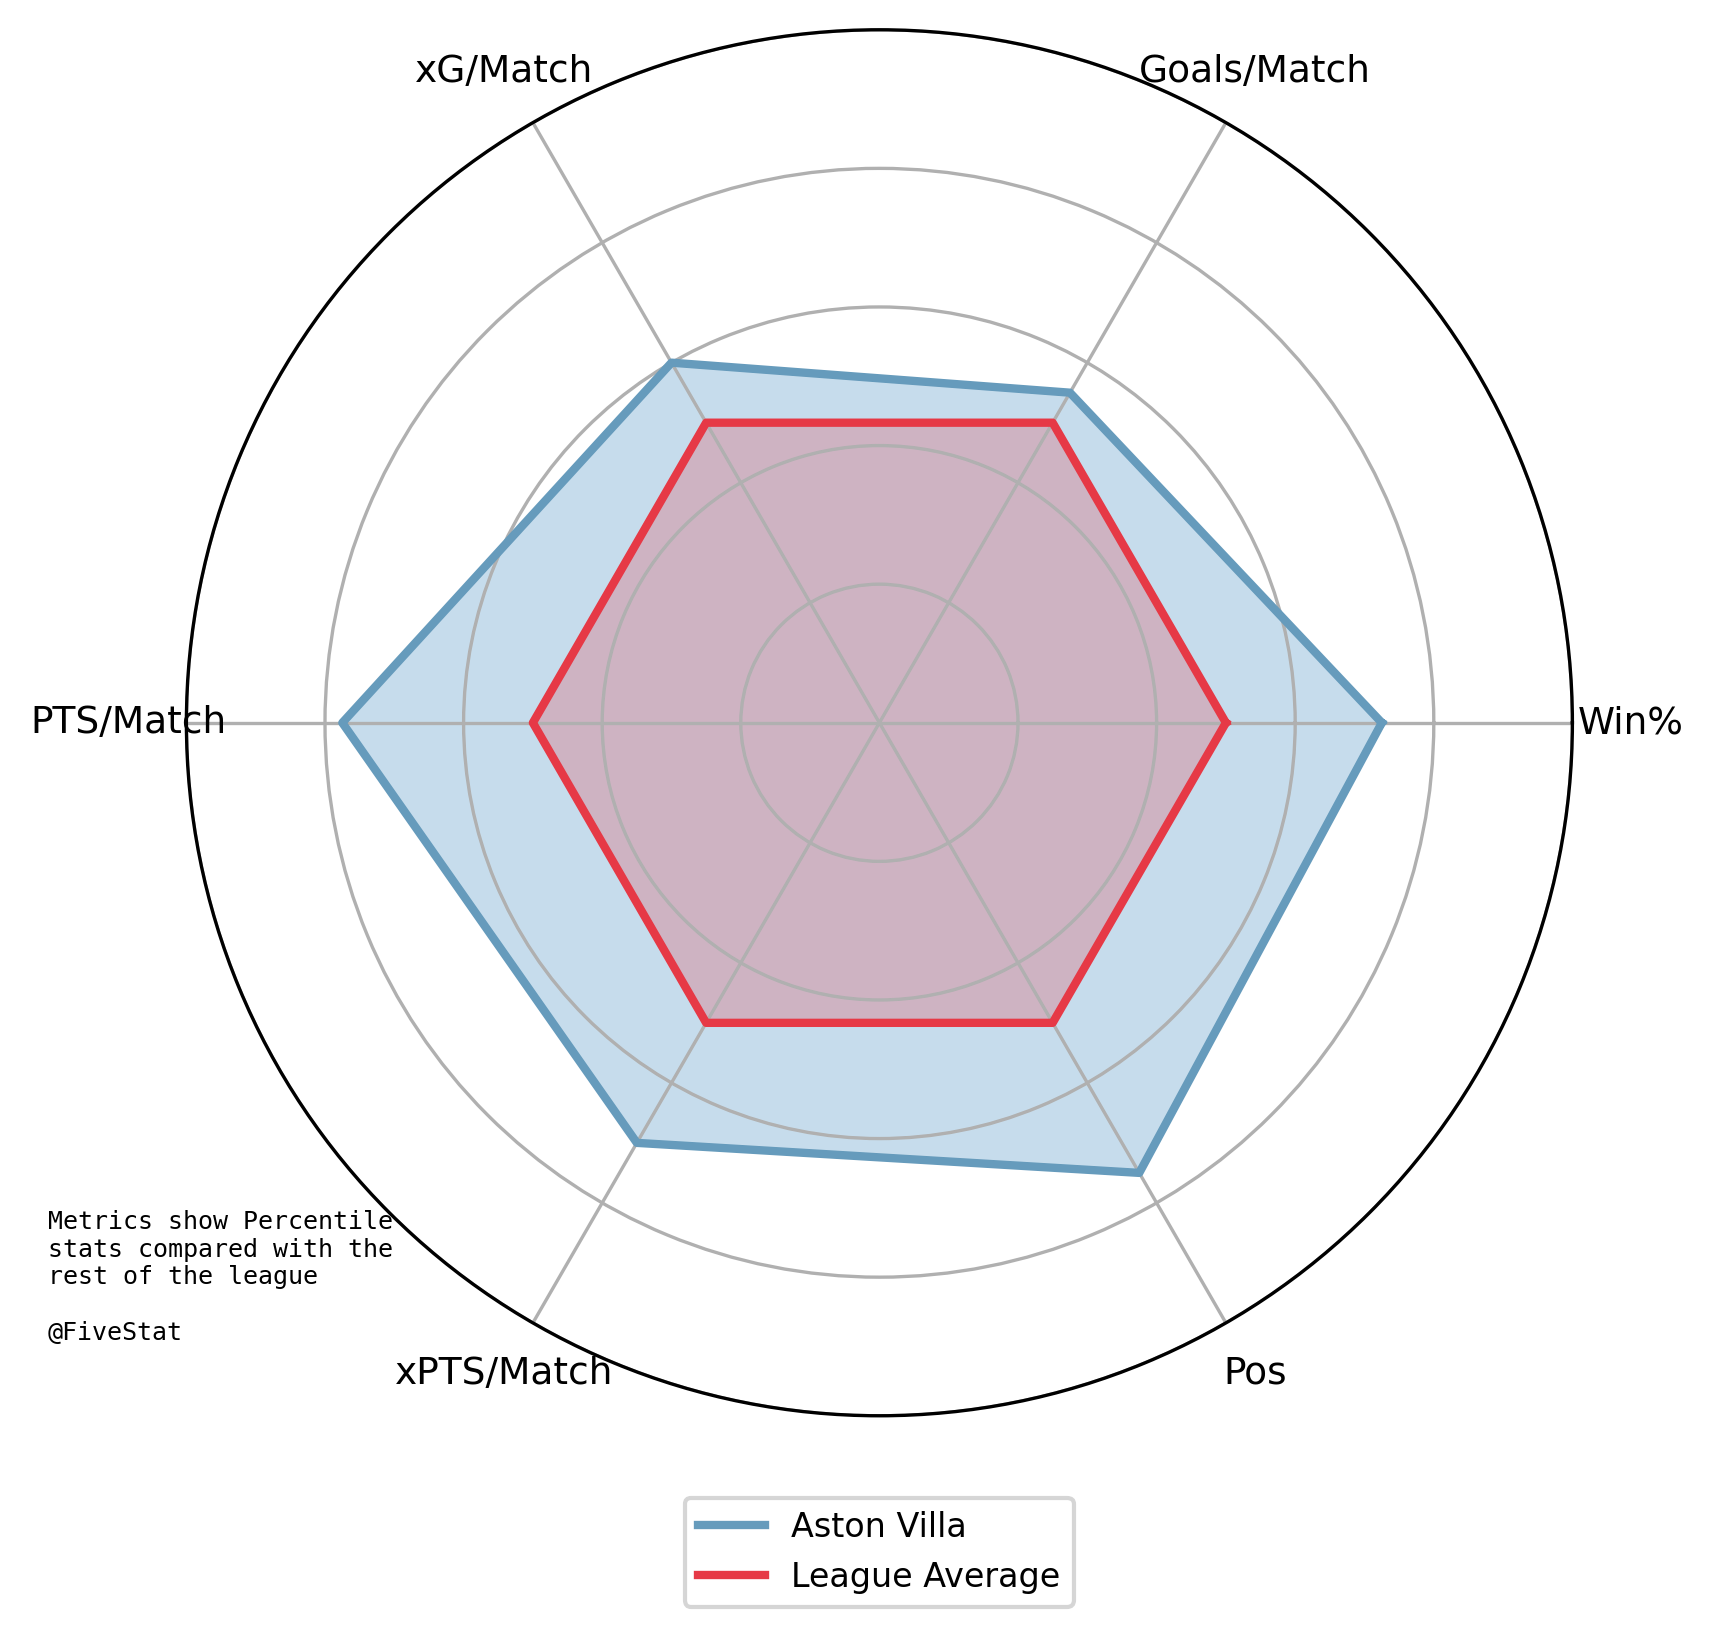 xG/Match
Goals/Match
PTS/Match
Win%
Metrics show Percentile
stats compared with the
rest of the league
@FiveStat
xPTS/Match
Pos
Aston Villa
League Average